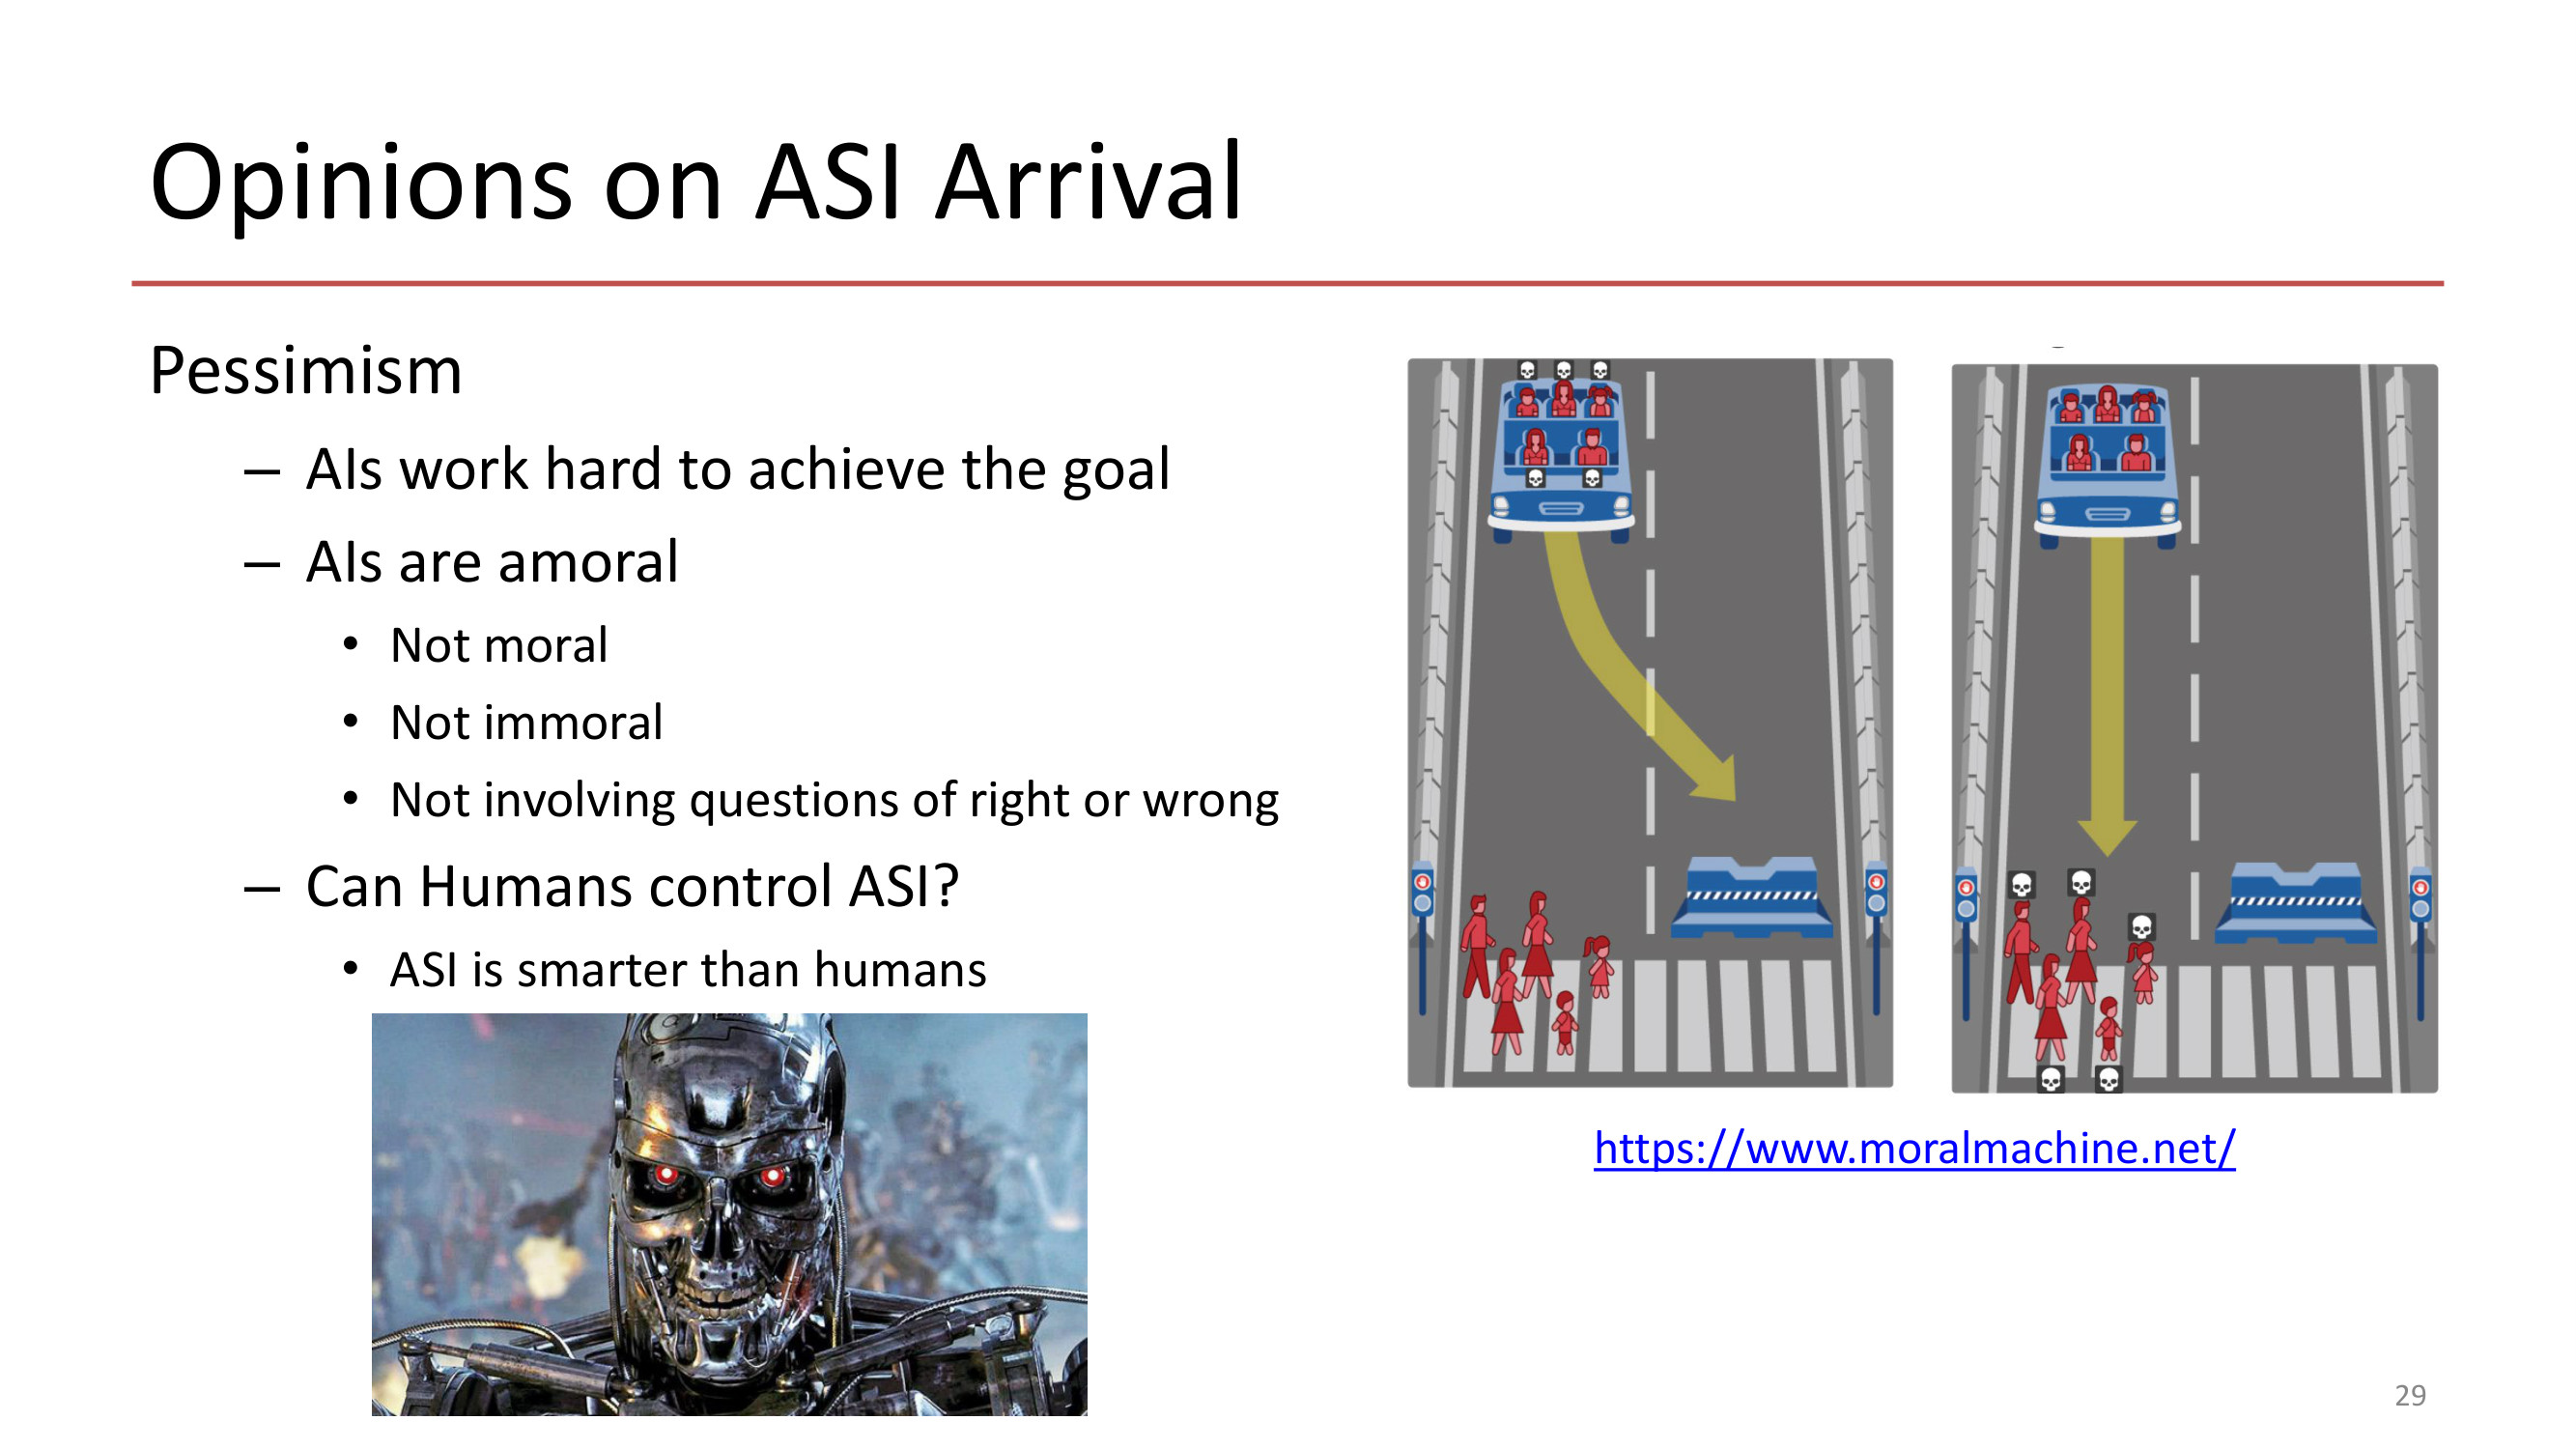 Opinions on ASI Arrival
Pessimism
– AIs work hard to achieve the goal
– AIs are amoral
• Not moral
• Not immoral
• Not involving questions of right or wrong
– Can Humans control ASI?
• ASI is smarter than humans
https://www.moralmachine.net/
29